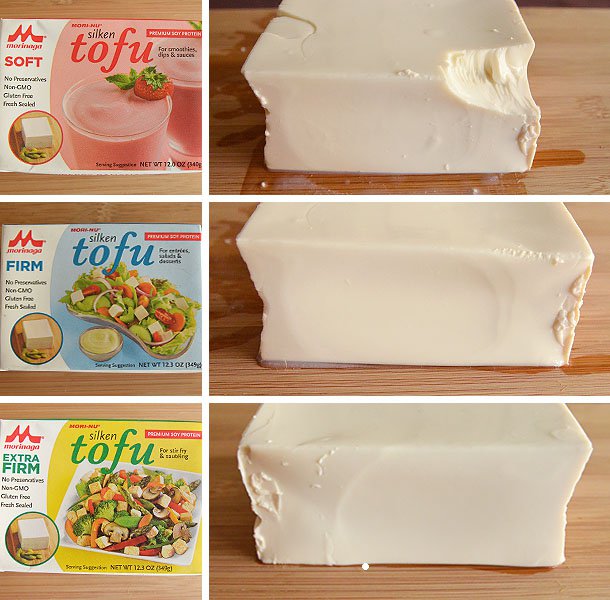 MORI-NU®
silken
PREMIUM SOY PROTEIN
tofu
morinaga
SOFT
For smoothies,
dips & sauces
No Preservatives
Non-GMO
Gluten Free
Fresh Sealed
Serving Suggestion NET WT 12.0 OZ (340g
MORI-NU®
silken
PREMIUM SOY PROTEIN
tofu
morinaga
FIRM
For entrées,
salads &
desserts
No Preservatives
Non-GMO
Gluten Free
Fresh Sealed
Serving Suggestion NET WT 12.3 OZ (349g)
MORI-NU®
silken
PREMIUM SOY PROTEIN
tofu
morinaga
EXTRA
FIRM
For stir fry
& sautéing
No Preservatives
Non-GMO
Gluten Free
Fresh Sealed
Serving Suggestion NET WT 12.3 OZ (349g)